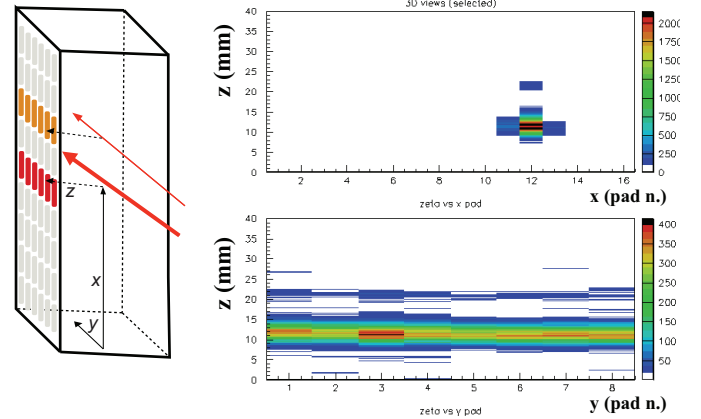 3D views (selected)
z (mm)
40
35
30
25
20
15
10
5
0
2 4 6 8 10 12 14 16
zeta vs x pad
x (pad n.)
2000
1750
1500
1250
1000
750
500
250
0
z
x
y
z (mm)
40
35
30
25
20
15
10
5
0
1 2 3 4 5 6 7 8
zeta vs y pad
y (pad n.)
400
350
300
250
200
150
100
50